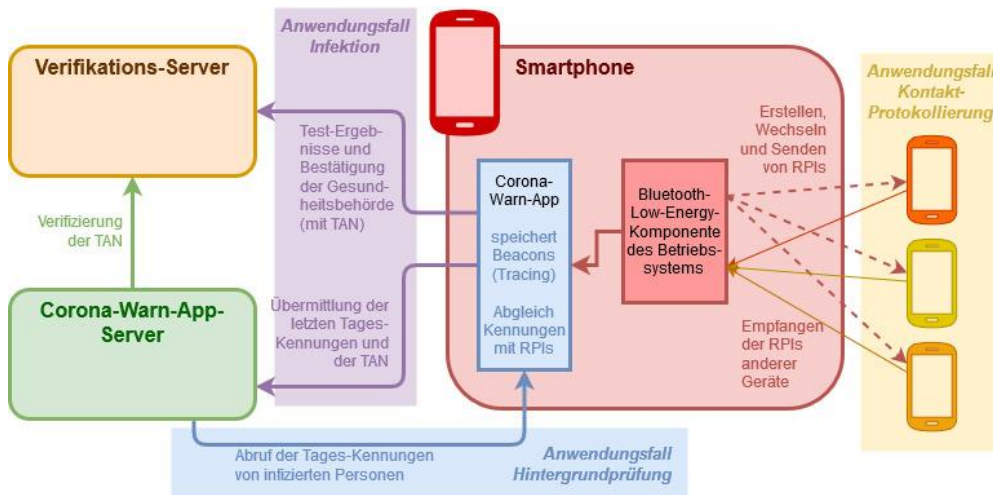 Anwendungsfall
Infektion
Verifikations-Server
Smartphone
Anwendungsfall
Kontakt-
Protokollierung
Erstellen,
Wechseln
und Senden
von RPIs
Test-Ergeb-
nisse und
Bestätigung
der Gesund-
heitsbehörde
(mit TAN)
Corona-
Warn-App
speichert
Beacons
(Tracing)
Abgleich
Kennungen
mit RPIs
Bluetooth-
Low-Energy-
Komponente
des Betriebs-
systems
Verifizierung
der TAN
Corona-Warn-App-
Server
Übermittlung der
letzten Tages-
Kennungen und
der TAN
Empfangen
der RPIs
anderer
Geräte
Abruf der Tages-Kennungen
von infizierten Personen
Anwendungsfall
Hintergrundprüfung